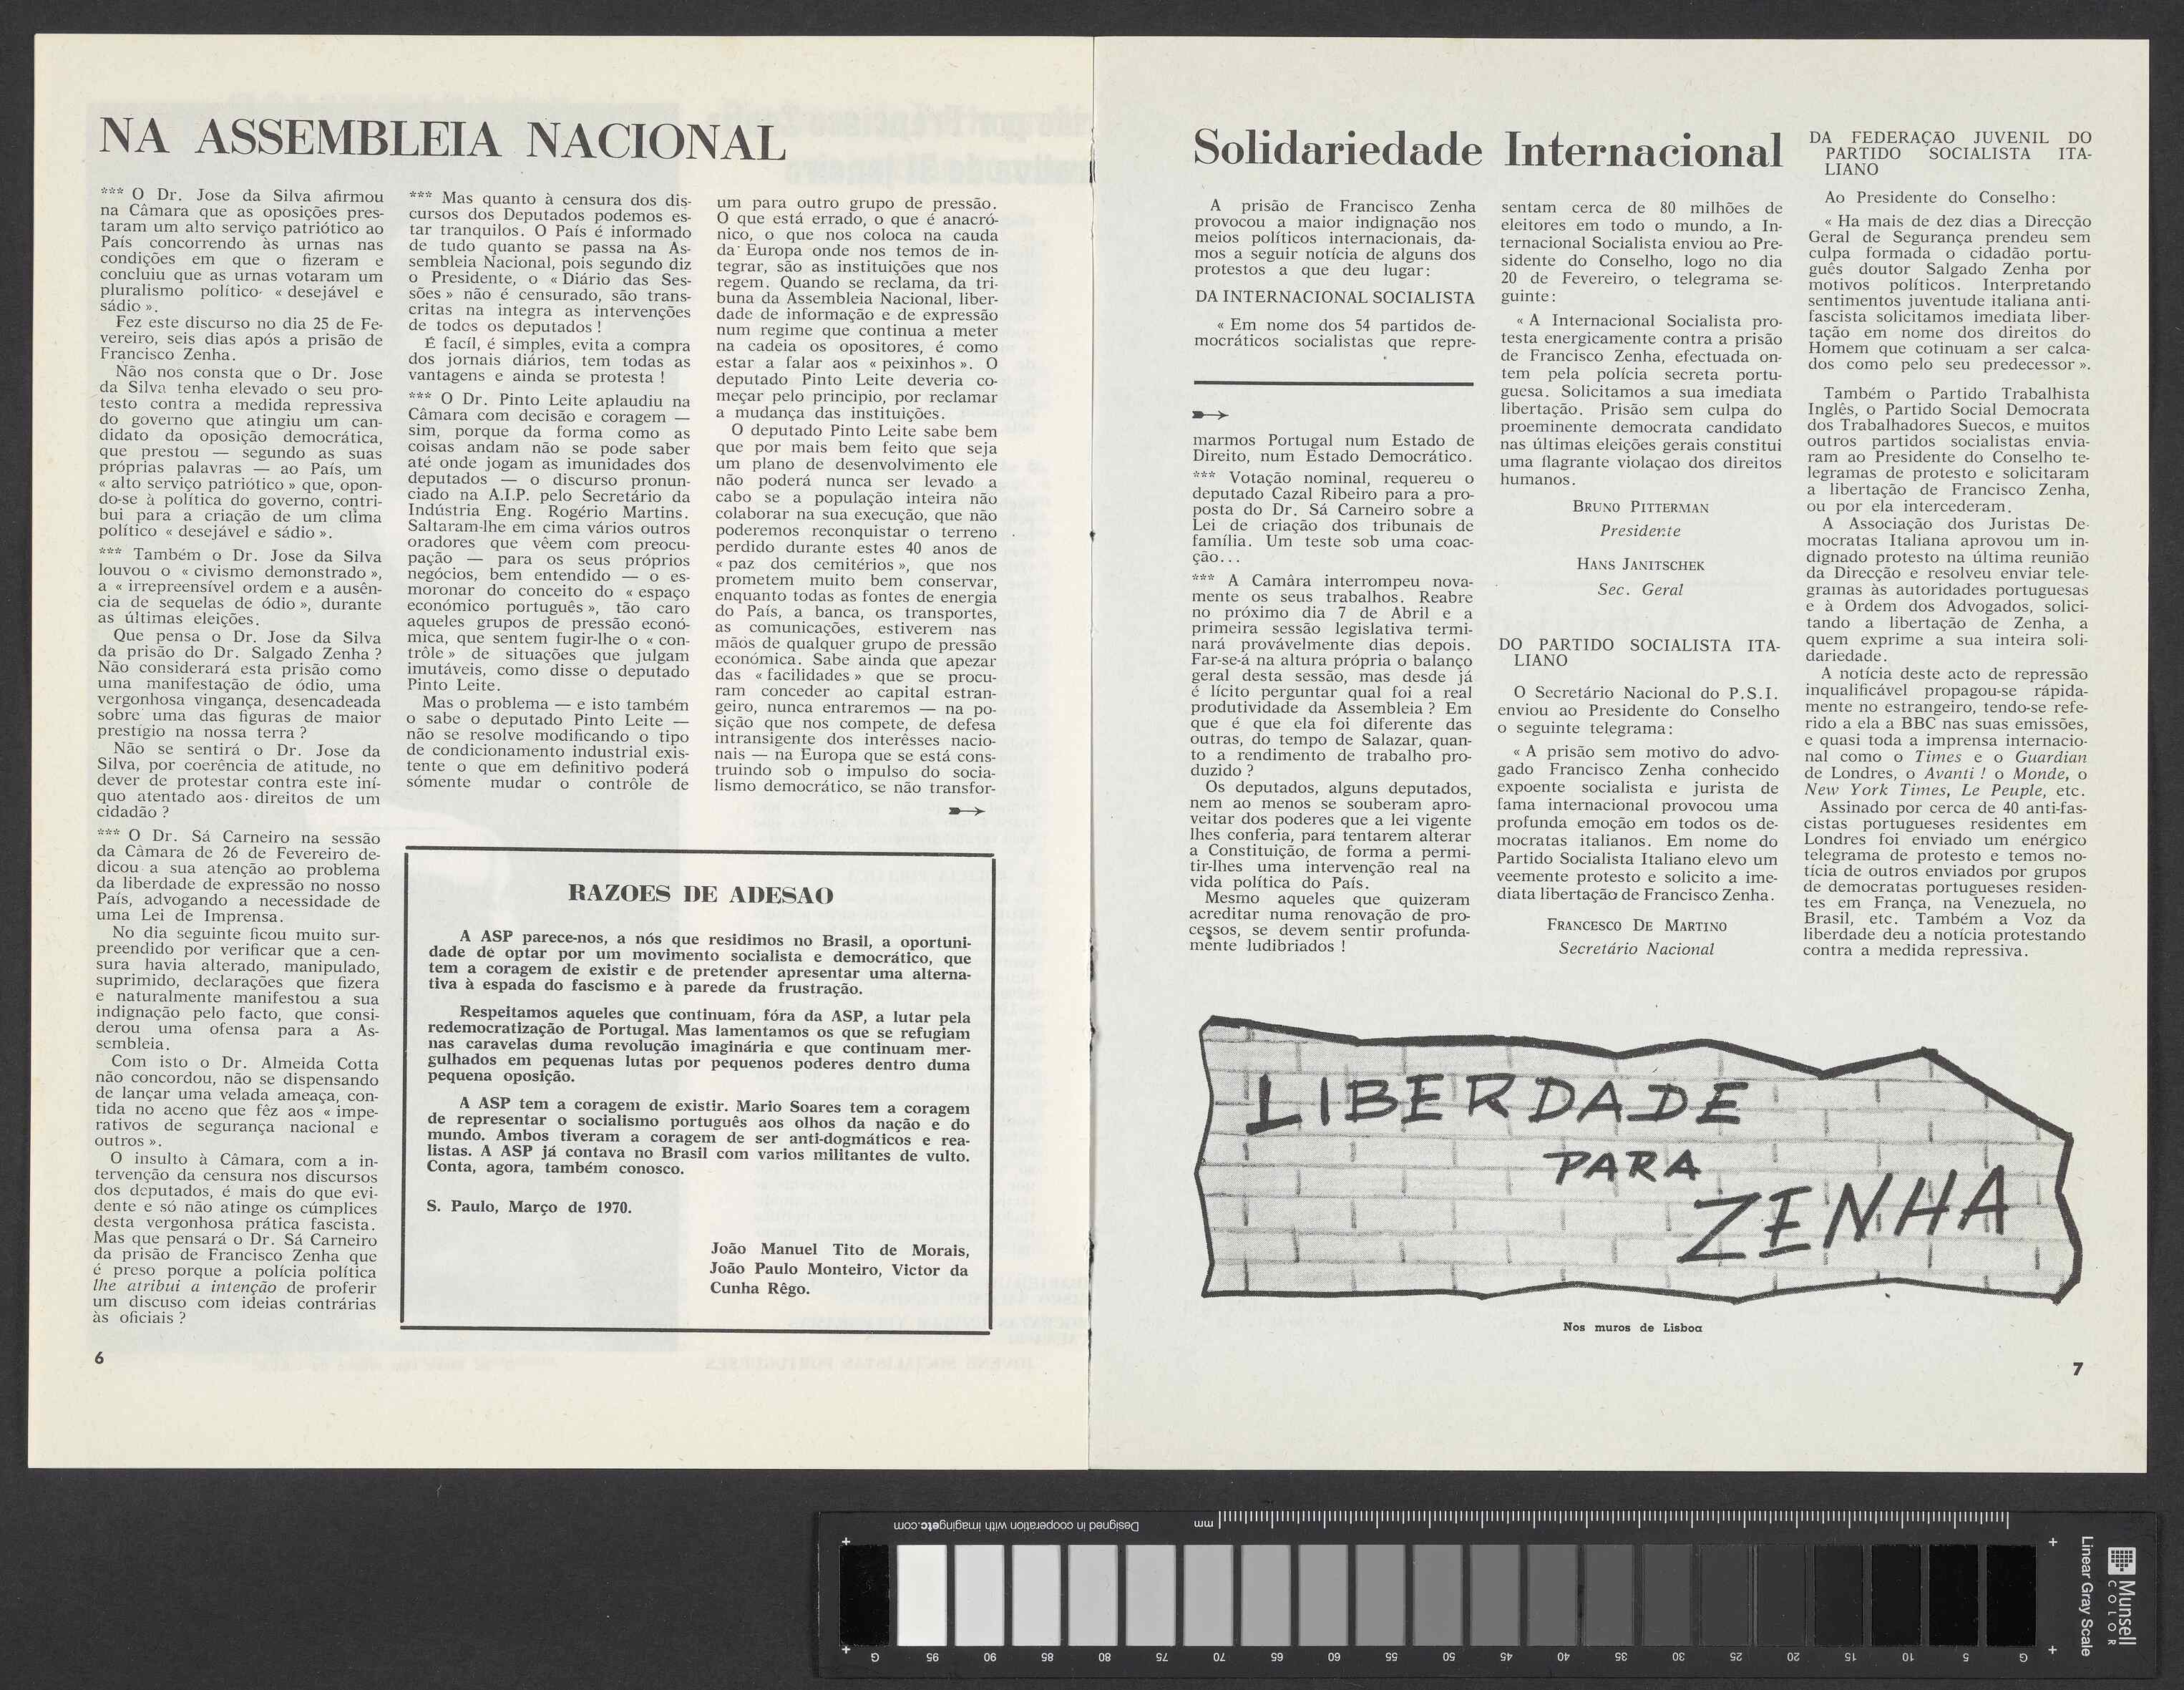 NA ASSEMBLEIA NACIONAL
*** O Dr. Jose da Silva afirmou
na Câmara que as oposições pres-
taram um alto serviço patriótico ao
País concorrendo às urnas nas
condições em que o fizeram e
concluiu que as urnas votaram um
pluralismo político « desejável e
sádio ».
Fez este discurso no dia 25 de Fe-
vereiro, seis dias após a prisão de
Francisco Zenha.
Não nos consta que o Dr. Jose
da Silva tenha elevado o seu pro-
testo contra a medida repressiva
do governo que atingiu um can-
didato da oposição democrática,
que prestou — segundo as suas
próprias palavras — ao País, um
« alto serviço patriótico » que, opon-
do-se à política do governo, contri-
bui para a criação de um clima
político « desejável e sádio ».
*** Também o Dr. Jose da Silva
louvou o « civismo demonstrado »,
a « irrepreensível ordem e a ausên-
cia de sequelas de ódio », durante
as últimas eleições.
Que pensa o Dr. Jose da Silva
da prisão do Dr. Salgado Zenha ?
Não considerará esta prisão como
uma manifestação de ódio, uma
vergonhosa vingança, desencadeada
sobre uma das figuras de maior
prestígio na nossa terra ?
Não se sentirá o Dr. Jose da
Silva, por coerência de atitude, no
dever de protestar contra este iní-
quo atentado aos direitos de um
cidadão ?
*** O Dr. Sá Carneiro na sessão
da Câmara de 26 de Fevereiro de-
dicou a sua atenção ao problema
da liberdade de expressão no nosso
País, advogando a necessidade de
uma Lei de Imprensa.
No dia seguinte ficou muito sur-
preendido por verificar que a cen-
sura havia alterado, manipulado,
suprimido, declarações que fizera
e naturalmente manifestou a sua
indignação pelo facto, que consi-
derou uma ofensa para a As-
sembleia.
Com isto o Dr. Almeida Cotta
não concordou, não se dispensando
de lançar uma velada ameaça, con-
tida no aceno que fêz aos « impe-
rativos de segurança nacional e
outros ».
O insulto à Câmara, com a in-
tervenção da censura nos discursos
dos deputados, é mais do que evi-
dente e só não atinge os cúmplices
desta vergonhosa prática fascista.
Mas que pensará o Dr. Sá Carneiro
da prisão de Francisco Zenha que
é preso porque a polícia política
lhe atribui a intenção de proferir
um discuso com ideias contrárias
às oficiais ?
6
*** Mas quanto à censura dos dis-
cursos dos Deputados podemos es-
tar tranquilos. O País é informado
de tudo quanto se passa na As-
sembleia Nacional, pois segundo diz
o Presidente, o « Diário das Ses-
sões » não é censurado, são trans-
critas na integra as intervenções
de todos os deputados !
É facíl, é simples, evita a compra
dos jornais diários, tem todas as
vantagens e ainda se protesta !
*** O Dr. Pinto Leite aplaudiu na
Câmara com decisão e coragem —
sim, porque da forma como as
coisas andam não se pode saber
até onde jogam as imunidades dos
deputados — o discurso pronun-
ciado na A.I.P. pelo Secretário da
Indústria Eng. Rogério Martins.
Saltaram-lhe em cima vários outros
oradores que vêem com preocu-
pação — para os seus próprios
negócios, bem entendido — o es-
moronar do conceito do « espaço
económico português », tão caro
aqueles grupos de pressão econó-
mica, que sentem fugir-lhe o « con-
trôle » de situações que julgam
imutáveis, como disse o deputado
Pinto Leite.
Mas o problema — e isto também
o sabe o deputado Pinto Leite —
não se resolve modificando o tipo
de condicionamento industrial exis-
tente o que em definitivo poderá
sómente mudar o contrôle de
um para outro grupo de pressão.
O que está errado, o que é anacró-
nico, o que nos coloca na cauda
da Europa onde nos temos de in-
tegrar, são as instituições que nos
regem. Quando se reclama, da tri-
buna da Assembleia Nacional, liber-
dade de informação e de expressão
num regime que continua a meter
na cadeia os opositores, é como
estar a falar aos « peixinhos ». O
deputado Pinto Leite deveria co-
meçar pelo principio, por reclamar
a mudança das instituições.
O deputado Pinto Leite sabe bem
que por mais bem feito que seja
um plano de desenvolvimento ele
não poderá nunca ser levado a
cabo se a população inteira não
colaborar na sua execução, que não
poderemos reconquistar o terreno
perdido durante estes 40 anos de
« paz dos cemitérios », que nos
prometem muito bem conservar,
enquanto todas as fontes de energia
do País, a banca, os transportes,
as comunicações, estiverem nas
mãos de qualquer grupo de pressão
económica. Sabe ainda que apezar
das « facilidades » que se procu-
ram conceder ao capital estran-
geiro, nunca entraremos — na po-
sição que nos compete, de defesa
intransigente dos interêsses nacio-
nais — na Europa que se está cons-
truindo sob o impulso do socia-
lismo democrático, se não transfor-
RAZOES DE ADESAO
A ASP parece-nos, a nós que residimos no Brasil, a oportuni-
dade de optar por um movimento socialista e democrático, que
tem a coragem de existir e de pretender apresentar uma alterna-
tiva à espada do fascismo e à parede da frustração.
Respeitamos aqueles que continuam, fóra da ASP, a lutar pela
redemocratização de Portugal. Mas lamentamos os que se refugiam
nas caravelas duma revolução imaginária e que continuam mer-
gulhados em pequenas lutas por pequenos poderes dentro duma
pequena oposição.
A ASP tem a coragem de existir. Mario Soares tem a coragem
de representar o socialismo português aos olhos da nação e do
mundo. Ambos tiveram a coragem de ser anti-dogmáticos e rea-
listas. A ASP já contava no Brasil com varios militantes de vulto.
Conta, agora, também conosco.
S. Paulo, Março de 1970.
João Manuel Tito de Morais,
João Paulo Monteiro, Victor da
Cunha Rêgo.
Solidariedade Internacional
A prisão de Francisco Zenha
provocou a maior indignação nos
meios políticos internacionais, da-
mos a seguir notícia de alguns dos
protestos a que deu lugar:
DA INTERNACIONAL SOCIALISTA
« Em nome dos 54 partidos de-
mocráticos socialistas que repre-
marmos Portugal num Estado de
Direito, num Estado Democrático.
*** Votação nominal, requereu o
deputado Cazal Ribeiro para a pro-
posta do Dr. Sá Carneiro sobre a
Lei de criação dos tribunais de
família. Um teste sob uma coac-
ção...
*** A Camâra interrompeu nova-
mente os seus trabalhos. Reabre
no próximo dia 7 de Abril e a
primeira sessão legislativa termi-
nará provávelmente dias depois.
Far-se-á na altura própria o balanço
geral desta sessão, mas desde já
é lícito perguntar qual foi a real
produtividade da Assembleia ? Em
que é que ela foi diferente das
outras, do tempo de Salazar, quan-
to a rendimento de trabalho pro-
duzido ?
Os deputados, alguns deputados,
nem ao menos se souberam apro-
veitar dos poderes que a lei vigente
lhes conferia, para tentarem alterar
a Constituição, de forma a permi-
tir-lhes uma intervenção real na
vida política do País.
Mesmo aqueles que quizeram
acreditar numa renovação de pro-
cessos, se devem sentir profunda-
mente ludibriados !
sentam cerca de 80 milhões de
eleitores em todo o mundo, a In-
ternacional Socialista enviou ao Pre-
sidente do Conselho, logo no dia
20 de Fevereiro, o telegrama se-
guinte:
« A Internacional Socialista pro-
testa energicamente contra a prisão
de Francisco Zenha, efectuada on-
tem pela polícia secreta portu-
guesa. Solicitamos a sua imediata
libertação. Prisão sem culpa do
proeminente democrata candidato
nas últimas eleições gerais constitui
uma flagrante violaçao dos direitos
humanos.
BRUNO PITTERMAN
Presidente
HANS JANITSCHEK
Sec. Geral
DO PARTIDO SOCIALISTA ITA-
LIANO
O Secretário Nacional do P.S.I.
enviou ao Presidente do Conselho
o seguinte telegrama:
« A prisão sem motivo do advo-
gado Francisco Zenha conhecido
expoente socialista e jurista de
fama internacional provocou uma
profunda emoção em todos os de-
mocratas italianos. Em nome do
Partido Socialista Italiano elevo um
veemente protesto e solicito a ime-
diata libertação de Francisco Zenha.
FRANCESCO DE MARTINO
Secretário Nacional
DA FEDERAÇÃO JUVENIL DO
PARTIDO SOCIALISTA ITA-
LIANO
Ao Presidente do Conselho:
« Ha mais de dez dias a Direcção
Geral de Segurança prendeu sem
culpa formada o cidadão portu-
guês doutor Salgado Zenha por
motivos políticos. Interpretando
sentimentos juventude italiana anti-
fascista solicitamos imediata liber-
tação em nome dos direitos do
Homem que cotinuam a ser calca-
dos como pelo seu predecessor ».
Também o Partido Trabalhista
Inglês, o Partido Social Democrata
dos Trabalhadores Suecos, e muitos
outros partidos socialistas envia-
ram ao Presidente do Conselho te-
legramas de protesto e solicitaram
a libertação de Francisco Zenha,
ou por ela intercederam.
A Associação dos Juristas De-
mocratas Italiana aprovou um in-
dignado protesto na última reunião
da Direcção e resolveu enviar tele-
gramas às autoridades portuguesas
e à Ordem dos Advogados, solici-
tando a libertação de Zenha, a
quem exprime a sua inteira soli-
dariedade.
A notícia deste acto de repressão
inqualificável propagou-se rápida-
mente no estrangeiro, tendo-se refe-
rido a ela a BBC nas suas emissões,
e quasi toda a imprensa internacio-
nal como o Times e o Guardian
de Londres, o Avanti ! o Monde, o
New York Times, Le Peuple, etc.
Assinado por cerca de 40 anti-fas-
cistas portugueses residentes em
Londres foi enviado um enérgico
telegrama de protesto e temos no-
tícia de outros enviados por grupos
de democratas portugueses residen-
tes em França, na Venezuela, no
Brasil, etc. Também a Voz da
liberdade deu a notícia protestando
contra a medida repressiva.
LIBERDADE
PARA
ZENHA
Nos muros de Lisboa
7
Designed in cooperation with imagingetc.com
mm
G 95 90 85 80 75 70 65 60 55 50 45 40 35 30 25 20 15 10 5 G
Linear Gray Scale
Munsell
COLOR